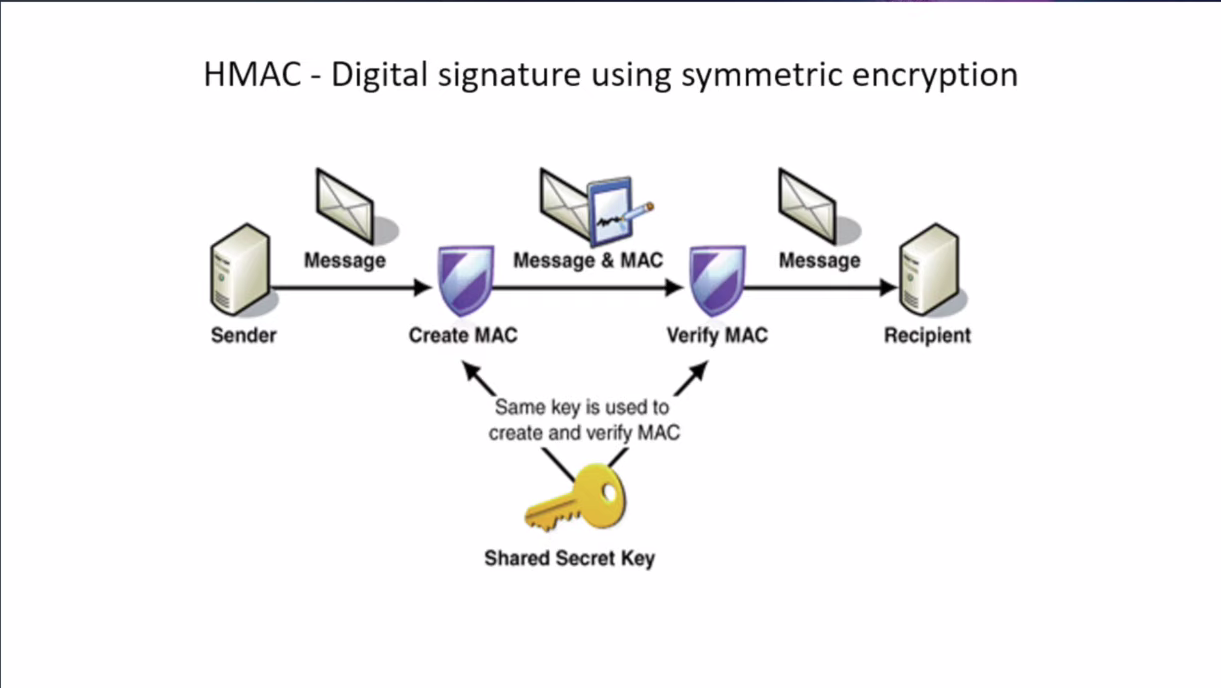 HMAC - Digital signature using symmetric encryption
Message
Message & MAC
Message
Sender
Create MAC
Verify MAC
Recipient
Same key is used to
create and verify MAC
Shared Secret Key